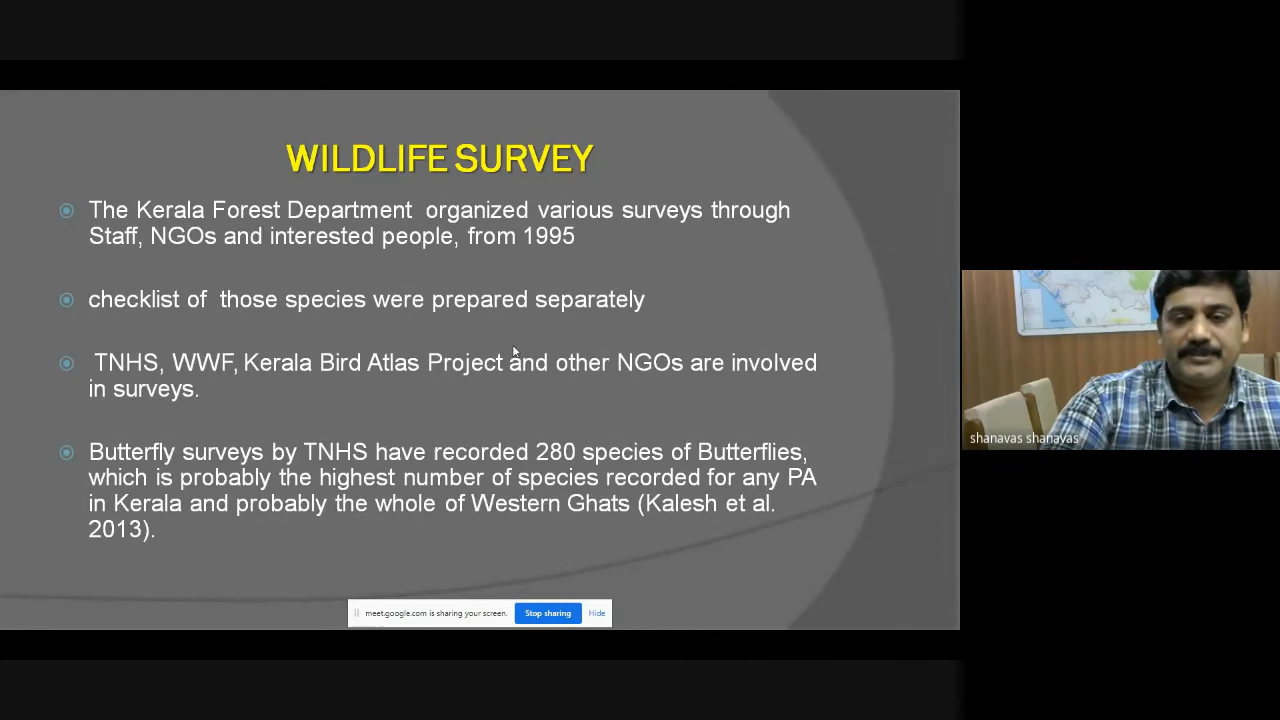 WILDLIFE SURVEY
The Kerala Forest Department organized various surveys through
Staff, NGOs and interested people, from 1995
checklist of those species were prepared separately
TNHS, WWF, Kerala Bird Atlas Project and other NGOs are involved
in surveys.
Butterfly surveys by TNHS have recorded 280 species of Butterflies,
which is probably the highest number of species recorded for any PA
in Kerala and probably the whole of Western Ghats (Kalesh et al.
2013).
meet.google.com is sharing your screen. Stop sharing Hide
shanavas shanavas